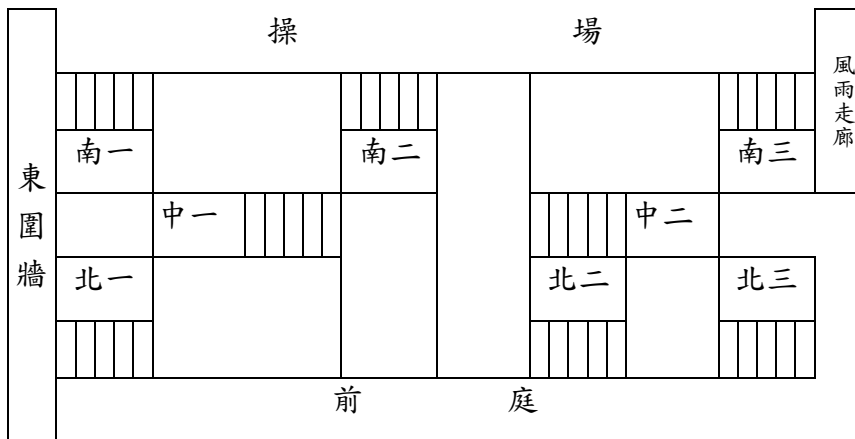 操場
風雨走廊
東圍牆
南一
南二
南三
中一
中二
北一
北二
北三
前庭